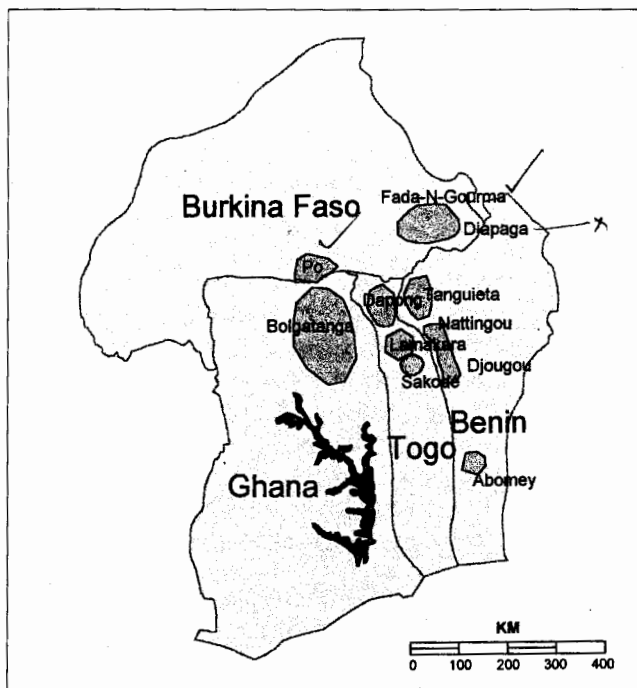 Fada-N-Gourma
Burkina Faso
Diapaga
Po
Dapong
Tanguieta
Bolgatanga
Nattingou
Lamakara
Djougou
Sakode
Benin
Togo
Ghana
Abomey
KM
0 100 200 300 400